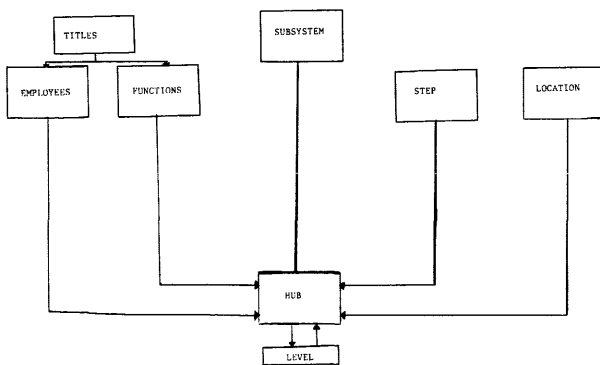 TITLES
SUBSYSTEM
EMPLOYEES
FUNCTIONS
STEP
LOCATION
HUB
LEVEL